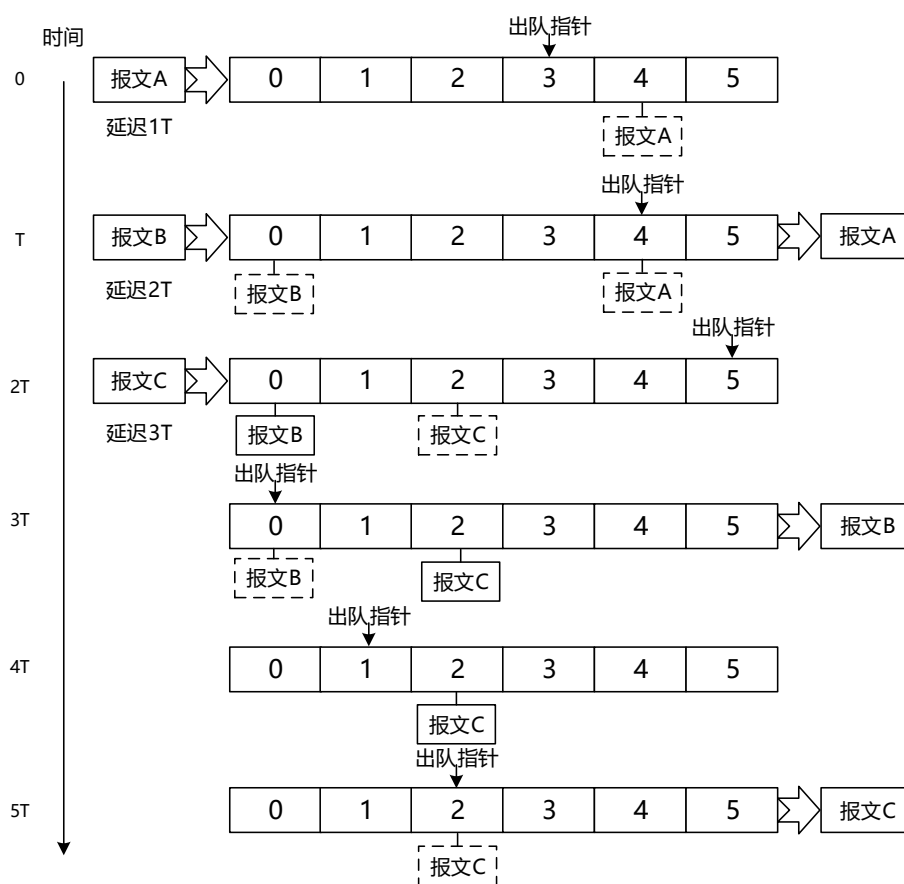 时间
出队指针
0 报文A 0 1 2 3 4 5
延迟1T
报文A
出队指针
T 报文B 0 1 2 3 4 5 报文A
延迟2T 报文B 报文A
出队指针
2T 报文C 0 1 2 3 4 5
延迟3T 报文B 报文C
出队指针
3T 0 1 2 3 4 5 报文B
报文B 报文C
出队指针
4T 0 1 2 3 4 5
报文C
出队指针
5T 0 1 2 3 4 5 报文C
报文C